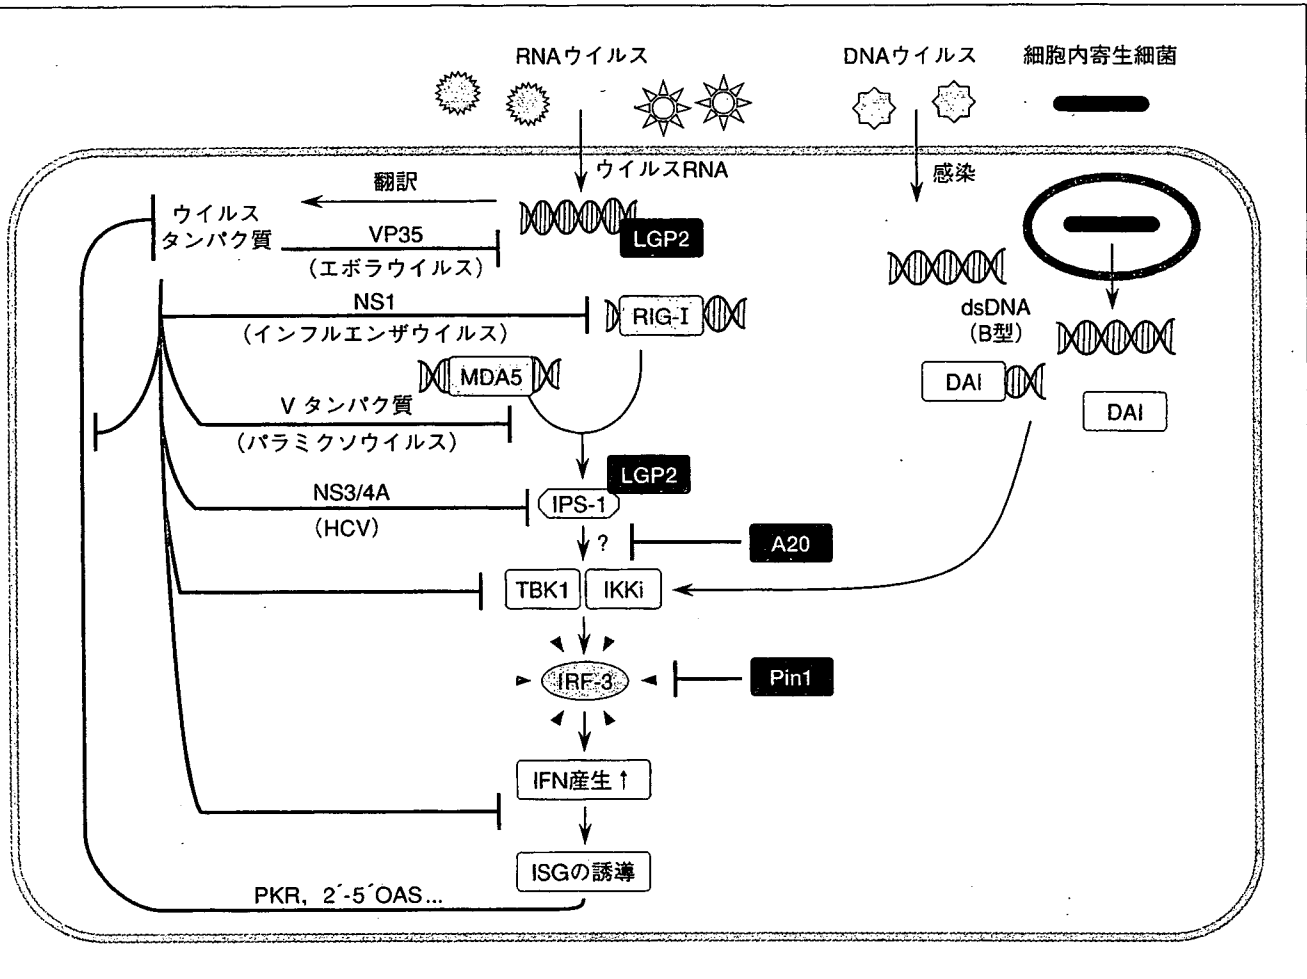 RNAウイルス
DNAウイルス
細胞内寄生細菌
ウイルスRNA
感染
翻訳
ウイルス
タンパク質
LGP2
VP35
(エボラウイルス)
dsDNA
(B型)
NS1
(インフルエンザウイルス)
RIG-I
MDA5
DAI
DAI
V タンパク質
(パラミクソウイルス)
LGP2
NS3/4A
(HCV)
IPS-1
?
A20
TBK1
IKKi
IRF-3
Pin1
IFN産生↑
ISGの誘導
PKR, 2´-5´OAS...